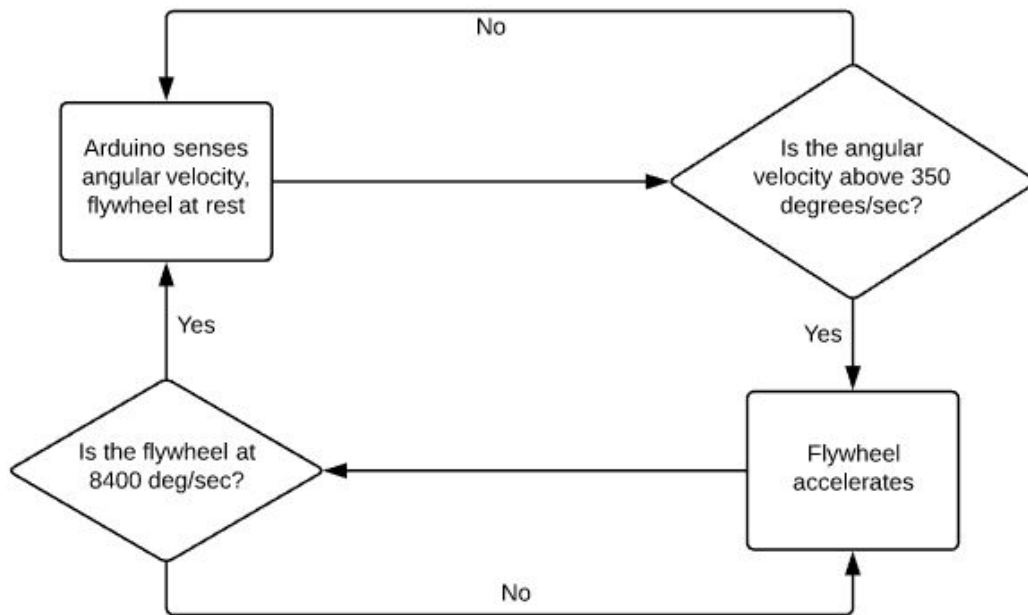 No
Arduino senses
angular velocity,
flywheel at rest
Is the angular
velocity above 350
degrees/sec?
Yes
Yes
Is the flywheel at
8400 deg/sec?
Flywheel
accelerates
No